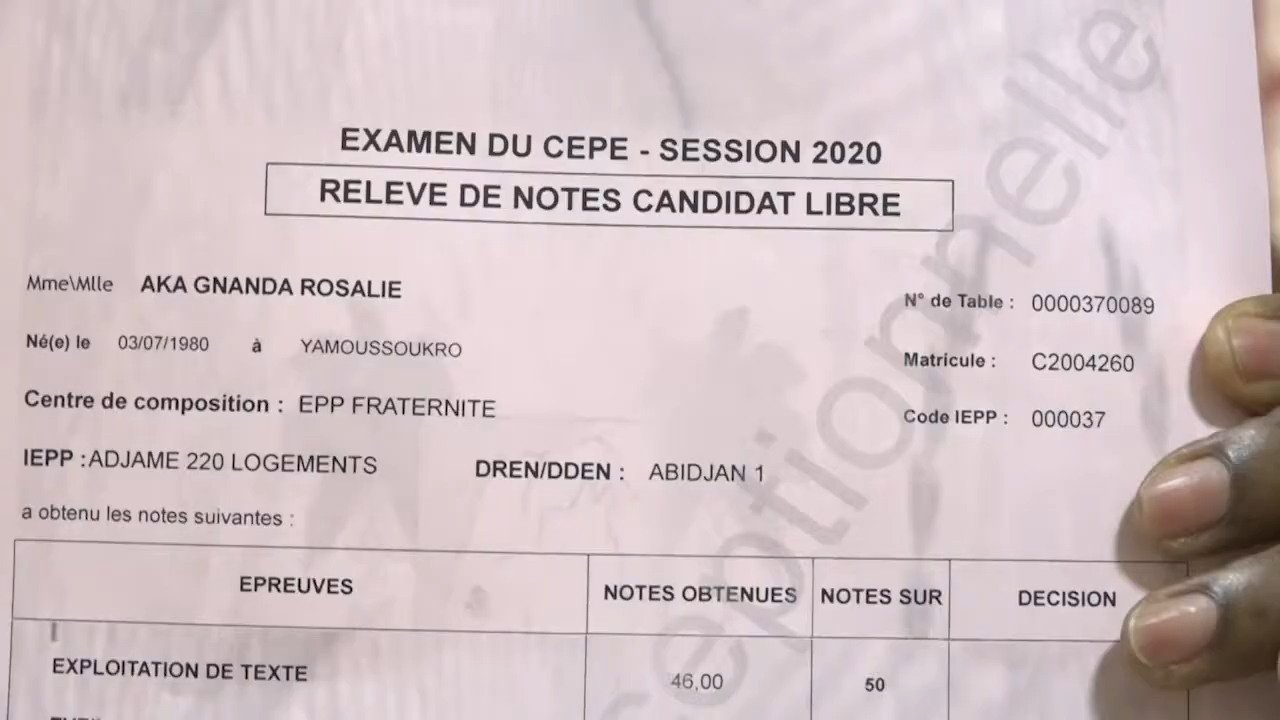 EXAMEN DU CEPE - SESSION 2020
RELEVE DE NOTES CANDIDAT LIBRE
Mme\Mlle AKA GNANDA ROSALIE
N° de Table : 0000370089
Né(e) le 03/07/1980 à YAMOUSSOUKRO
Matricule : C2004260
Centre de composition : EPP FRATERNITE
Code IEPP : 000037
IEPP :ADJAME 220 LOGEMENTS DREN/DDEN : ABIDJAN 1
a obtenu les notes suivantes :
EPREUVES NOTES OBTENUES NOTES SUR DECISION
EXPLOITATION DE TEXTE 46,00 50
eptionnelle